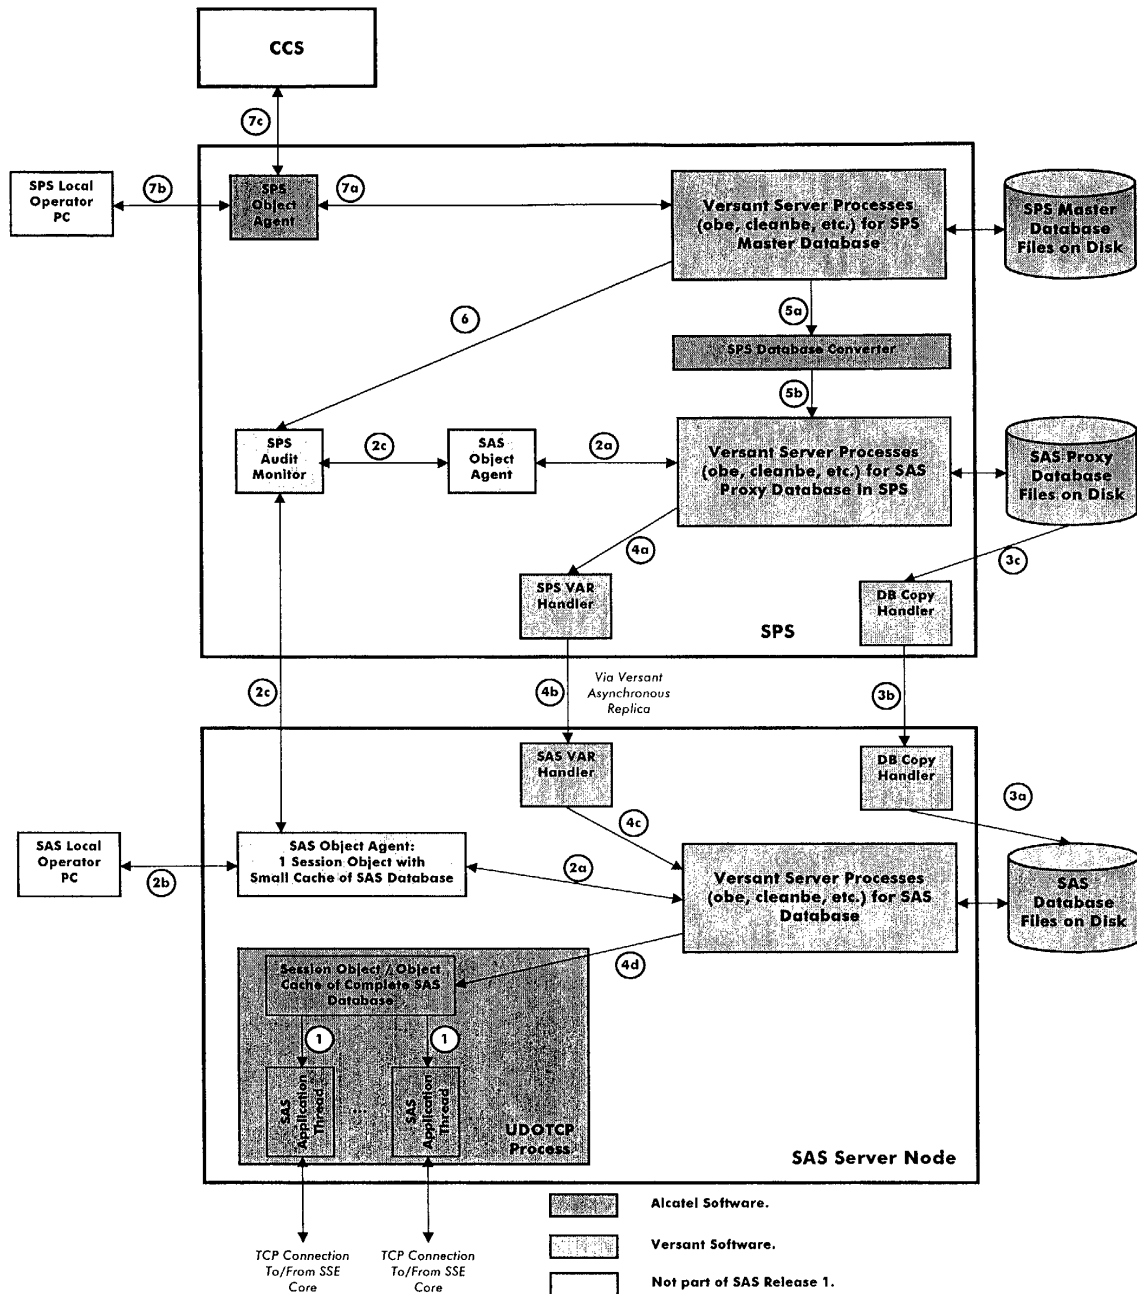 CCS
7c
SPS Local
Operator
PC
7b
SPS
Object
Agent
7a
Versant Server Processes
(obe, cleanbe, etc.) for SPS
Master Database
SPS Master
Database
Files on Disk
6
5a
SPS Database Converter
5b
SPS
Audit
Monitor
2c
SAS
Object
Agent
2a
Versant Server Processes
(obe, cleanbe, etc.) for SAS
Proxy Database in SPS
SAS Proxy
Database
Files on Disk
4a
3c
SPS VAR
Handler
DB Copy
Handler
SPS
2c
4b
Via Versant
Asynchronous
Replica
3b
SAS VAR
Handler
DB Copy
Handler
3a
4c
SAS Local
Operator
PC
2b
SAS Object Agent:
1 Session Object with
Small Cache of SAS Database
2a
Versant Server Processes
(obe, cleanbe, etc.) for SAS
Database
SAS
Database
Files on Disk
4d
Session Object / Object
Cache of Complete SAS
Database
1
1
SAS
Application
Thread
...
SAS
Application
Thread
UDOTCP
Process
SAS Server Node
TCP Connection
To/From SSE
Core
TCP Connection
To/From SSE
Core
Alcatel Software.
Versant Software.
Not part of SAS Release 1.